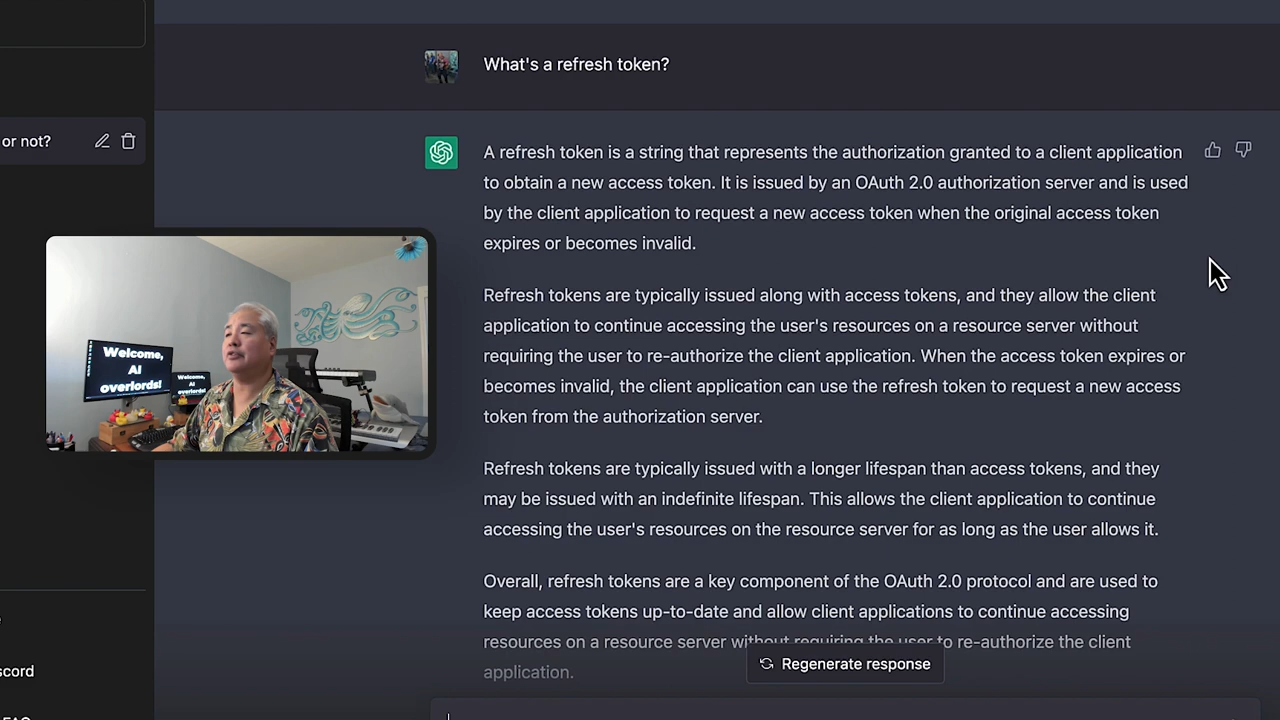 What's a refresh token?
or not?
A refresh token is a string that represents the authorization granted to a client application
to obtain a new access token. It is issued by an OAuth 2.0 authorization server and is used
by the client application to request a new access token when the original access token
expires or becomes invalid.
Welcome,
AI
overlords!
Welcome,
AI
overlords!
Refresh tokens are typically issued along with access tokens, and they allow the client
application to continue accessing the user's resources on a resource server without
requiring the user to re-authorize the client application. When the access token expires or
becomes invalid, the client application can use the refresh token to request a new access
token from the authorization server.
Refresh tokens are typically issued with a longer lifespan than access tokens, and they
may be issued with an indefinite lifespan. This allows the client application to continue
accessing the user's resources on the resource server for as long as the user allows it.
Overall, refresh tokens are a key component of the OAuth 2.0 protocol and are used to
keep access tokens up-to-date and allow client applications to continue accessing
resources on a resource server without requiring the user to re-authorize the client
application.
Regenerate response
scord